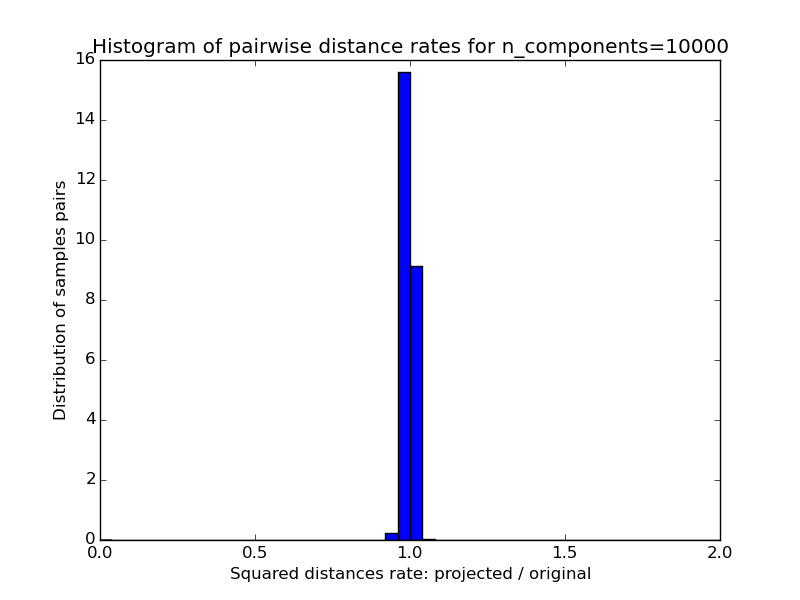 Histogram of pairwise distance rates for n_components=10000
16
14
12
10
8
6
4
2
0
Distribution of samples pairs
0.0 0.5 1.0 1.5 2.0
Squared distances rate: projected / original